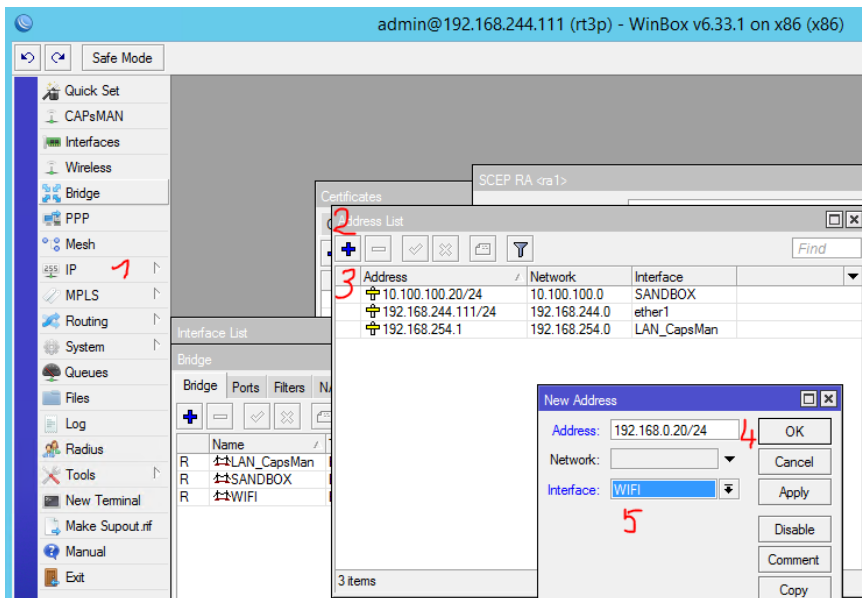 admin@192.168.244.111 (rt3p) - WinBox v6.33.1 on x86 (x86)
Safe Mode
Quick Set
CAPsMAN
Interfaces
Wireless
Bridge
PPP
Mesh
255 IP 1
MPLS
Routing
System
Queues
Files
Log
Radius
Tools
New Terminal
Make Supout.rif
Manual
Exit
SCEP RA <ra1>
Certificates
2
Address List
Find
3
Address Network Interface
10.100.100.20/24 10.100.100.0 SANDBOX
192.168.244.111/24 192.168.244.0 ether1
192.168.254.1 192.168.254.0 LAN_CapsMan
3 items
Interface List
Bridge
Bridge Ports Filters
Name
R LAN_CapsMan
R SANDBOX
R WIFI
New Address
Address: 192.168.0.20/24 4
Network:
Interface: WIFI
5
OK
Cancel
Apply
Disable
Comment
Copy